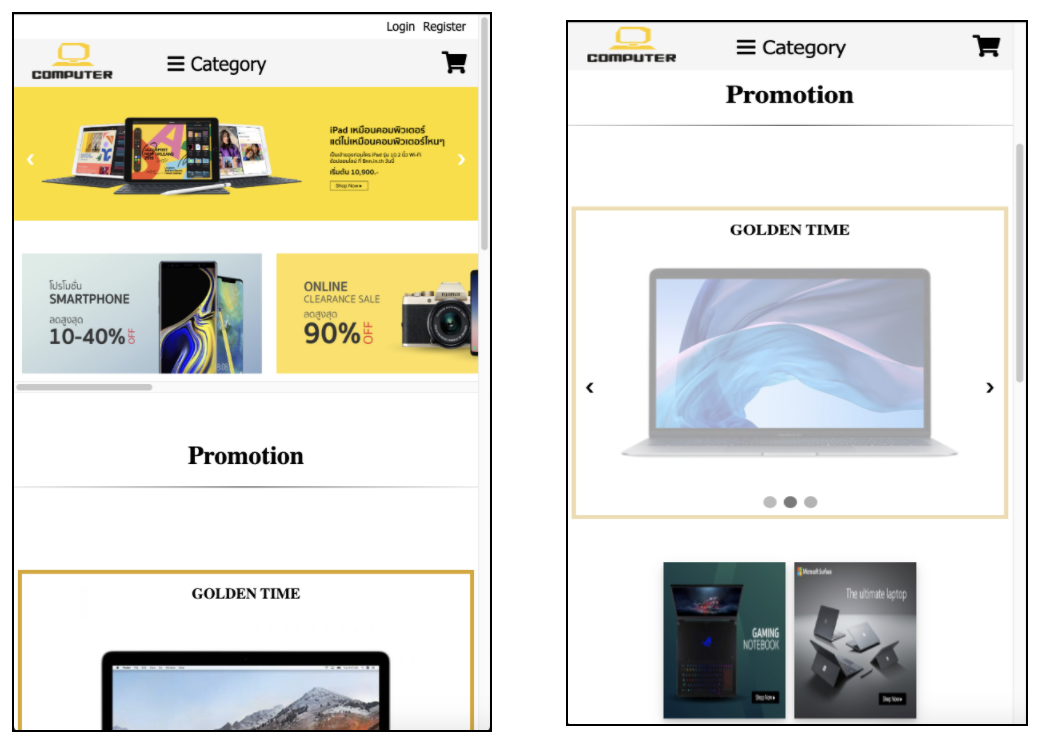 Login Register
COMPUTER
Category
iPad เหมือนคอมพิวเตอร์
แต่ไม่เหมือนคอมพิวเตอร์ไหนๆ
เริ่มต้น 10,900.-
Shop Now
โปรโมชั่น
SMARTPHONE
ลดสูงสุด
10-40% OFF
ONLINE
CLEARANCE SALE
ลดสูงสุด
90% OFF
FUJIFILM
Promotion
GOLDEN TIME
COMPUTER
Category
Promotion
GOLDEN TIME
GAMING
NOTEBOOK
Shop Now
Microsoft Surface
The ultimate laptop
Shop Now